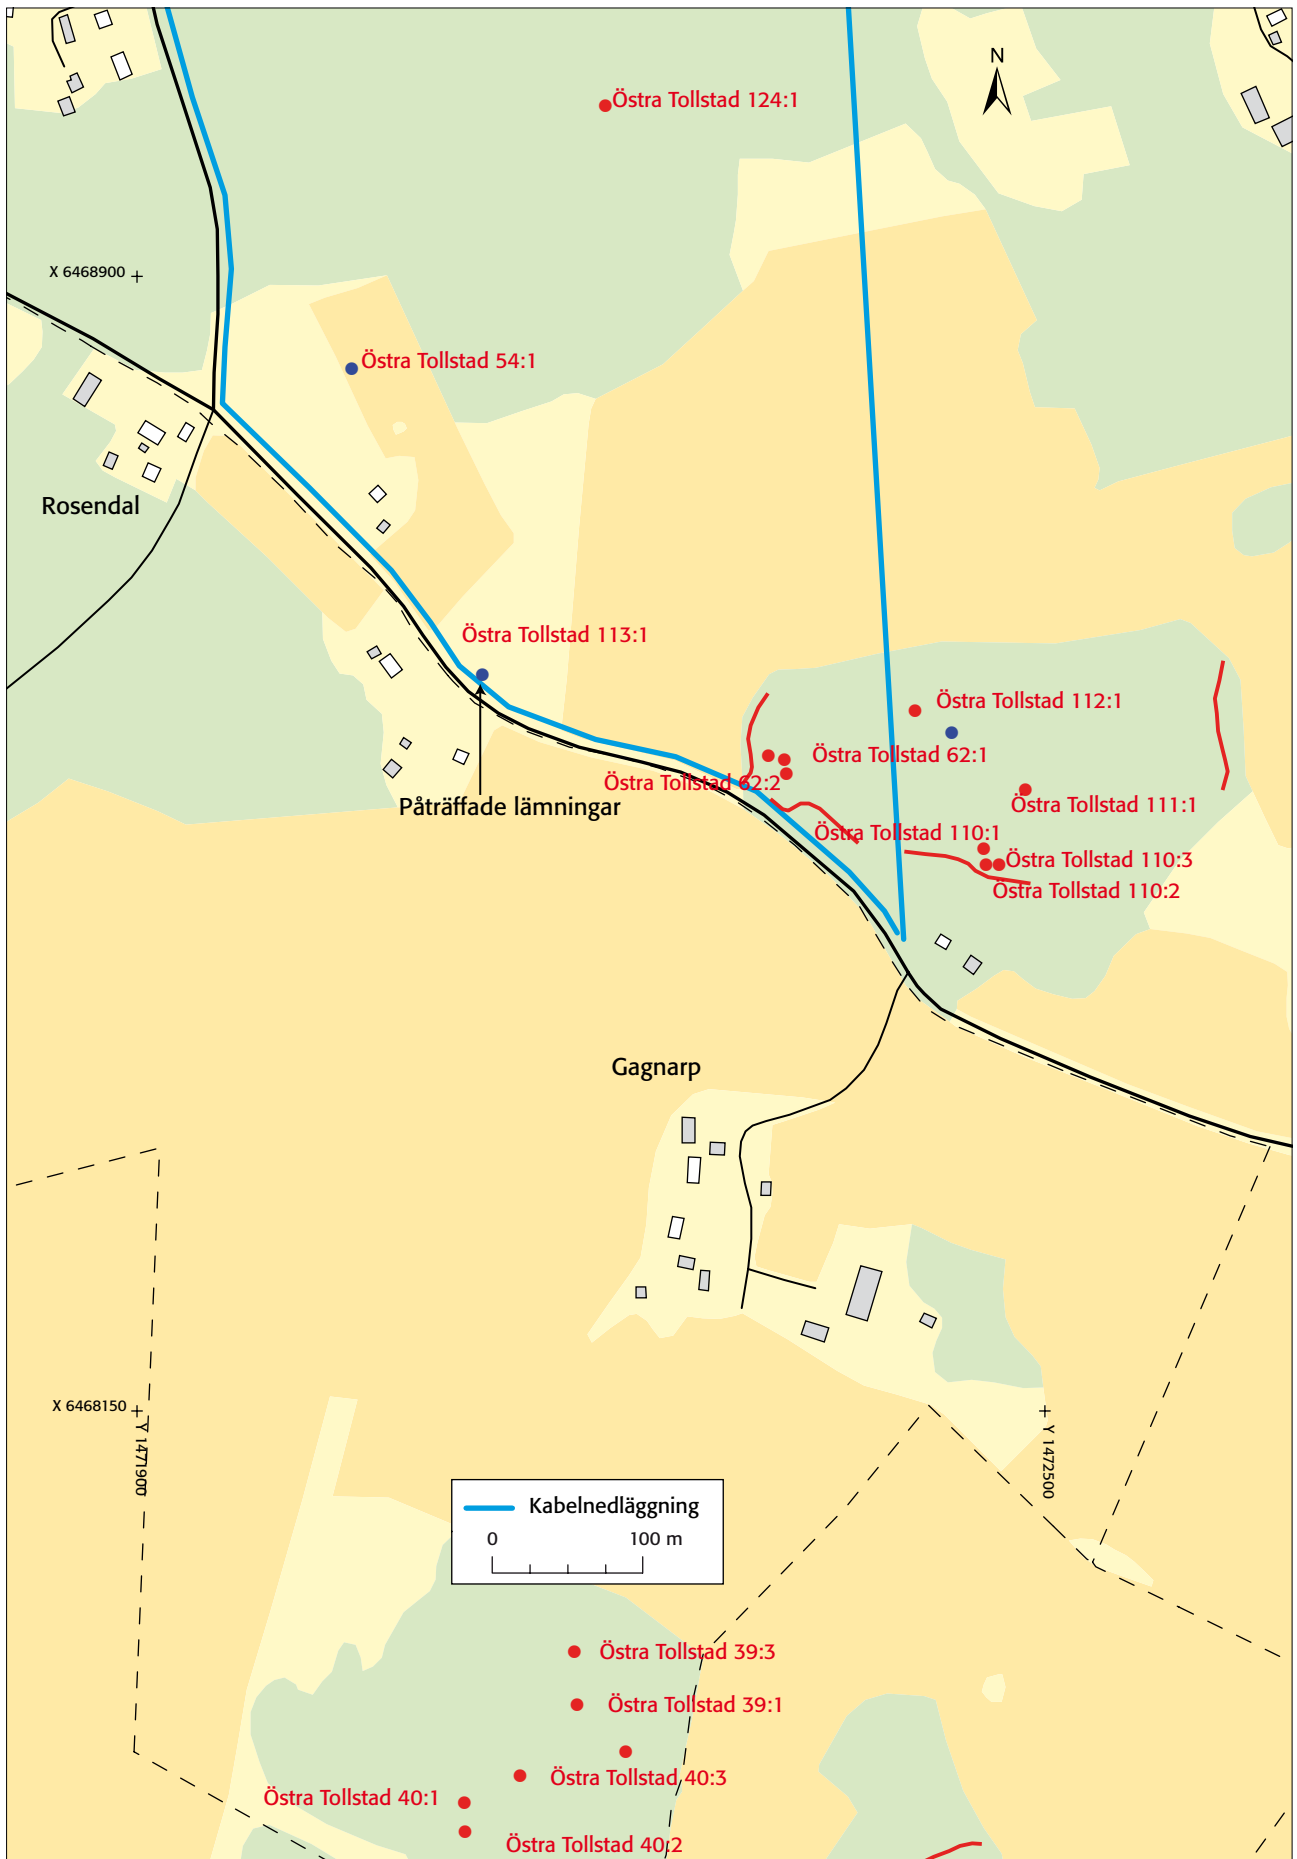 N
Östra Tollstad 124:1
X 6468900
Östra Tollstad 54:1
Rosendal
Östra Tollstad 113:1
Östra Tollstad 112:1
Östra Tollstad 62:1
Östra Tollstad 62:2
Östra Tollstad 111:1
Påträffade lämningar
Östra Tollstad 110:1
Östra Tollstad 110:3
Östra Tollstad 110:2
Gagnarp
X 6468150
Y 1471900
Y 1472500
Kabelnedläggning
0 100 m
Östra Tollstad 39:3
Östra Tollstad 39:1
Östra Tollstad 40:3
Östra Tollstad 40:1
Östra Tollstad 40:2